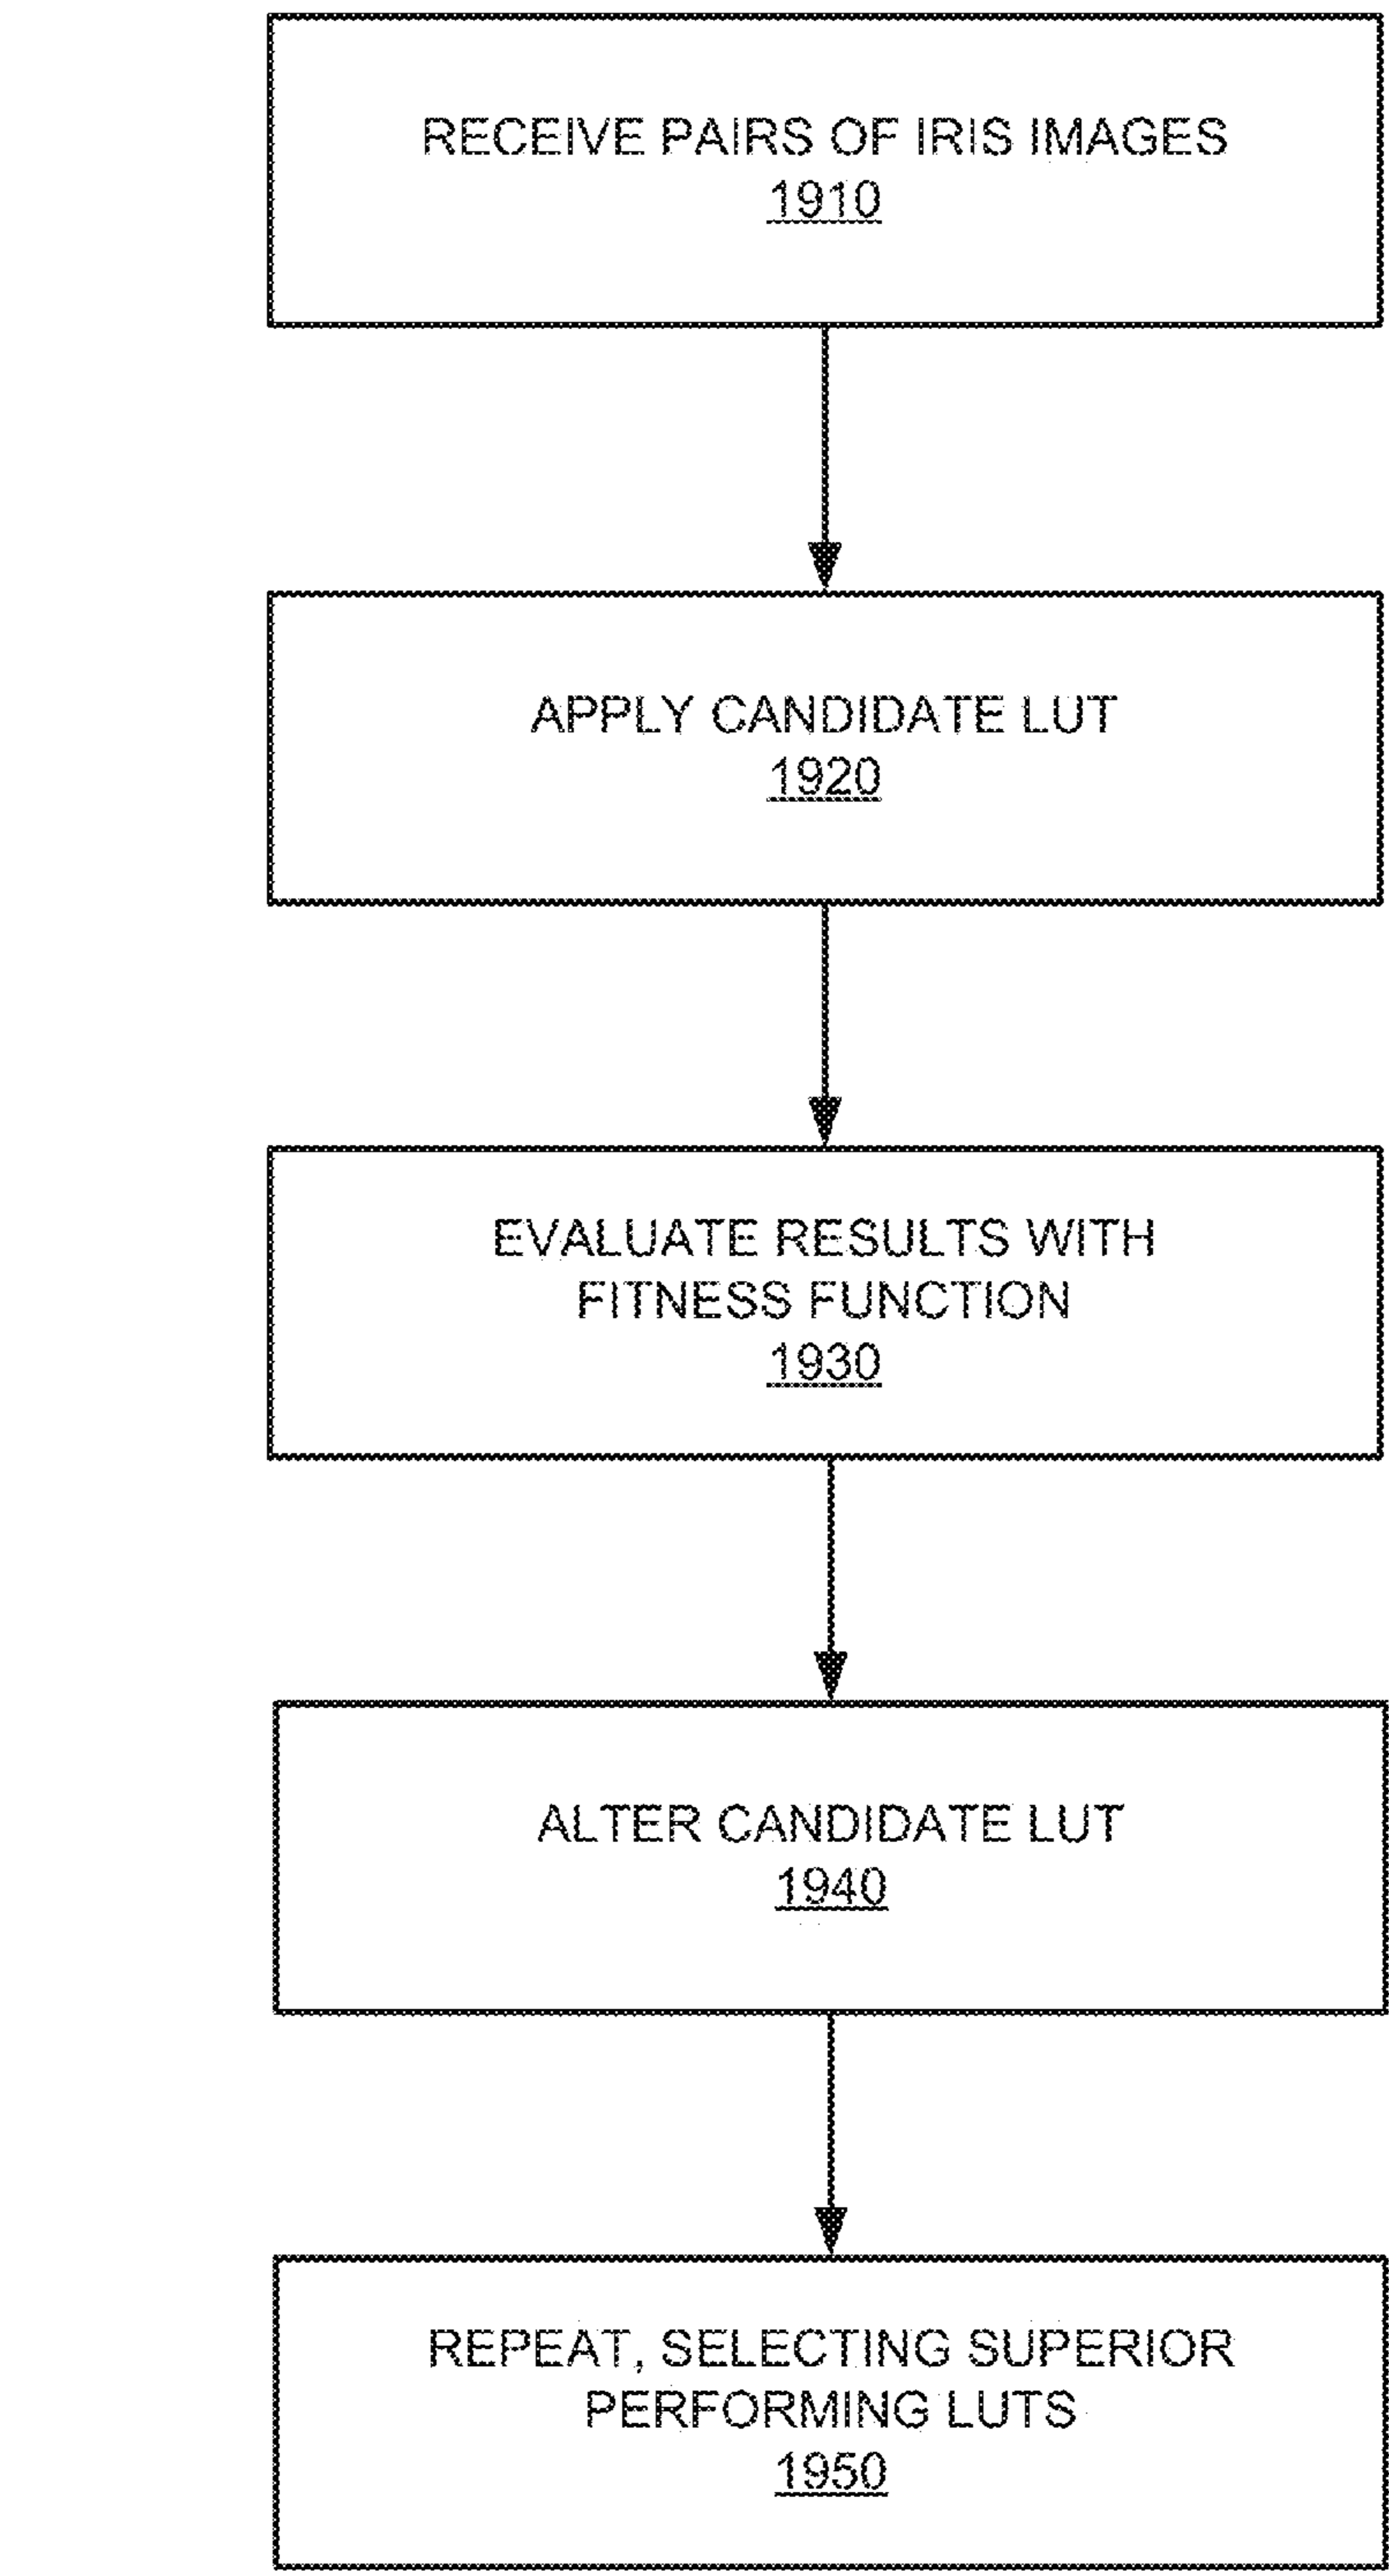 RECEIVE PAIRS OF IRIS IMAGES
1910
APPLY CANDIDATE LUT
1920
EVALUATE RESULTS WITH
FITNESS FUNCTION
1930
ALTER CANDIDATE LUT
1940
REPEAT, SELECTING SUPERIOR
PERFORMING LUTS
1950